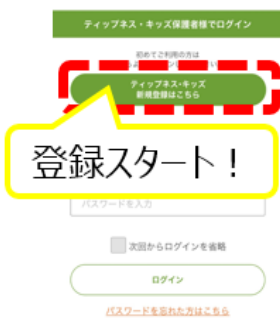 ティップネス・キッズ保護者様でログイン
初めてご利用の方は
ティップネス・キッズ
新規登録はこちら
登録スタート！
パスワードを入力
次回からログインを省略
ログイン
パスワードを忘れた方はこちら